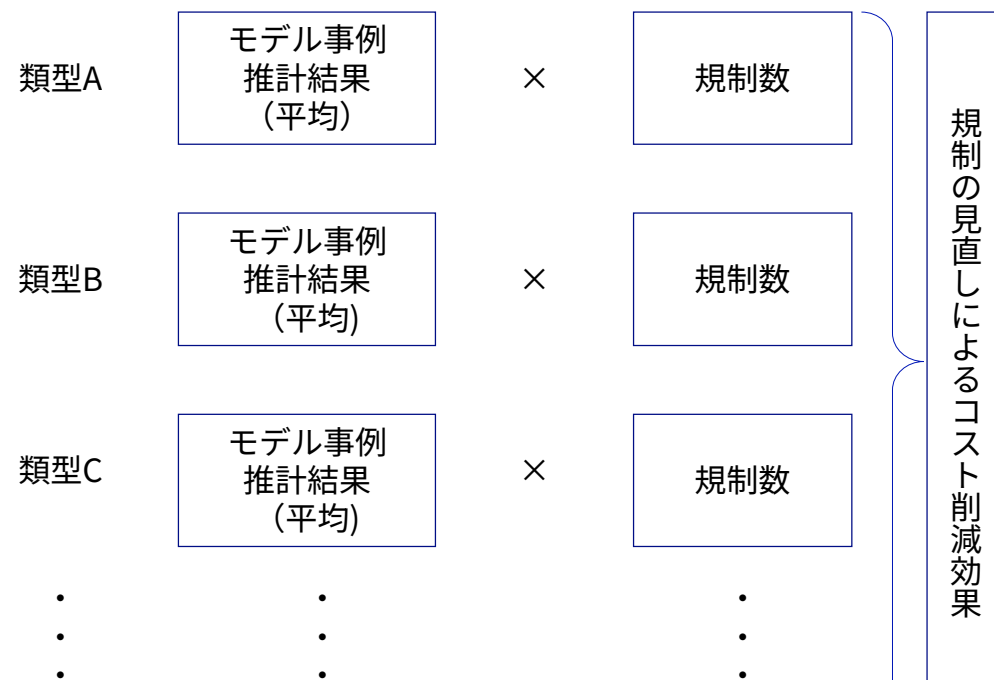 類型A
モデル事例
推計結果
（平均）
×
規制数
類型B
モデル事例
推計結果
（平均)
×
規制数
類型C
モデル事例
推計結果
（平均)
×
規制数
・ ・ ・
・ ・ ・
・ ・ ・
規制の見直しによるコスト削減効果